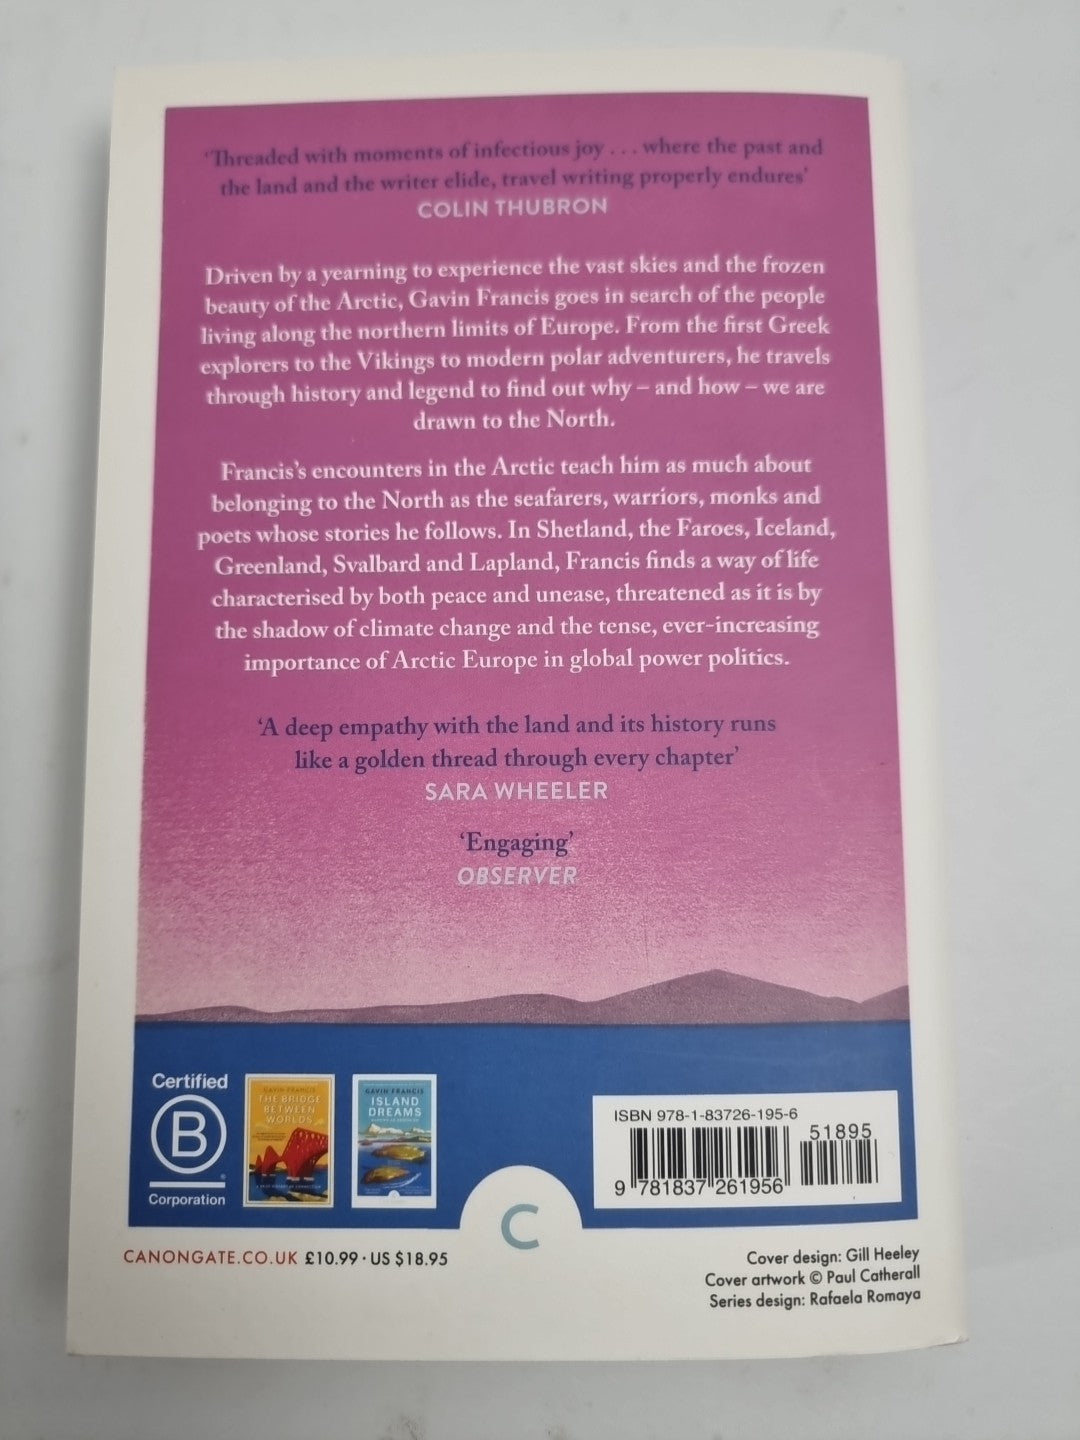 ‘Threaded with moments of infectious joy . . . where the past and
the land and the writer elide, travel writing properly endures’
COLIN THUBRON
Driven by a yearning to experience the vast skies and the frozen
beauty of the Arctic, Gavin Francis goes in search of the people
living along the northern limits of Europe. From the first Greek
explorers to the Vikings to modern polar adventurers, he travels
through history and legend to find out why – and how – we are
drawn to the North.
Francis’s encounters in the Arctic teach him as much about
belonging to the North as the seafarers, warriors, monks and
poets whose stories he follows. In Shetland, the Faroes, Iceland,
Greenland, Svalbard and Lapland, Francis finds a way of life
characterised by both peace and unease, threatened as it is by
the shadow of climate change and the tense, ever-increasing
importance of Arctic Europe in global power politics.
‘A deep empathy with the land and its history runs
like a golden thread through every chapter’
SARA WHEELER
‘Engaging’
OBSERVER
Certified
B
®
Corporation
GAVIN FRANCIS
THE BRIDGE
BETWEEN
WORLDS
GAVIN FRANCIS
ISLAND
DREAMS
C
ISBN 978-1-83726-195-6
51895
9 781837 261956
CANONGATE.CO.UK £10.99 · US $18.95
Cover design: Gill Heeley
Cover artwork © Paul Catherall
Series design: Rafaela Romaya